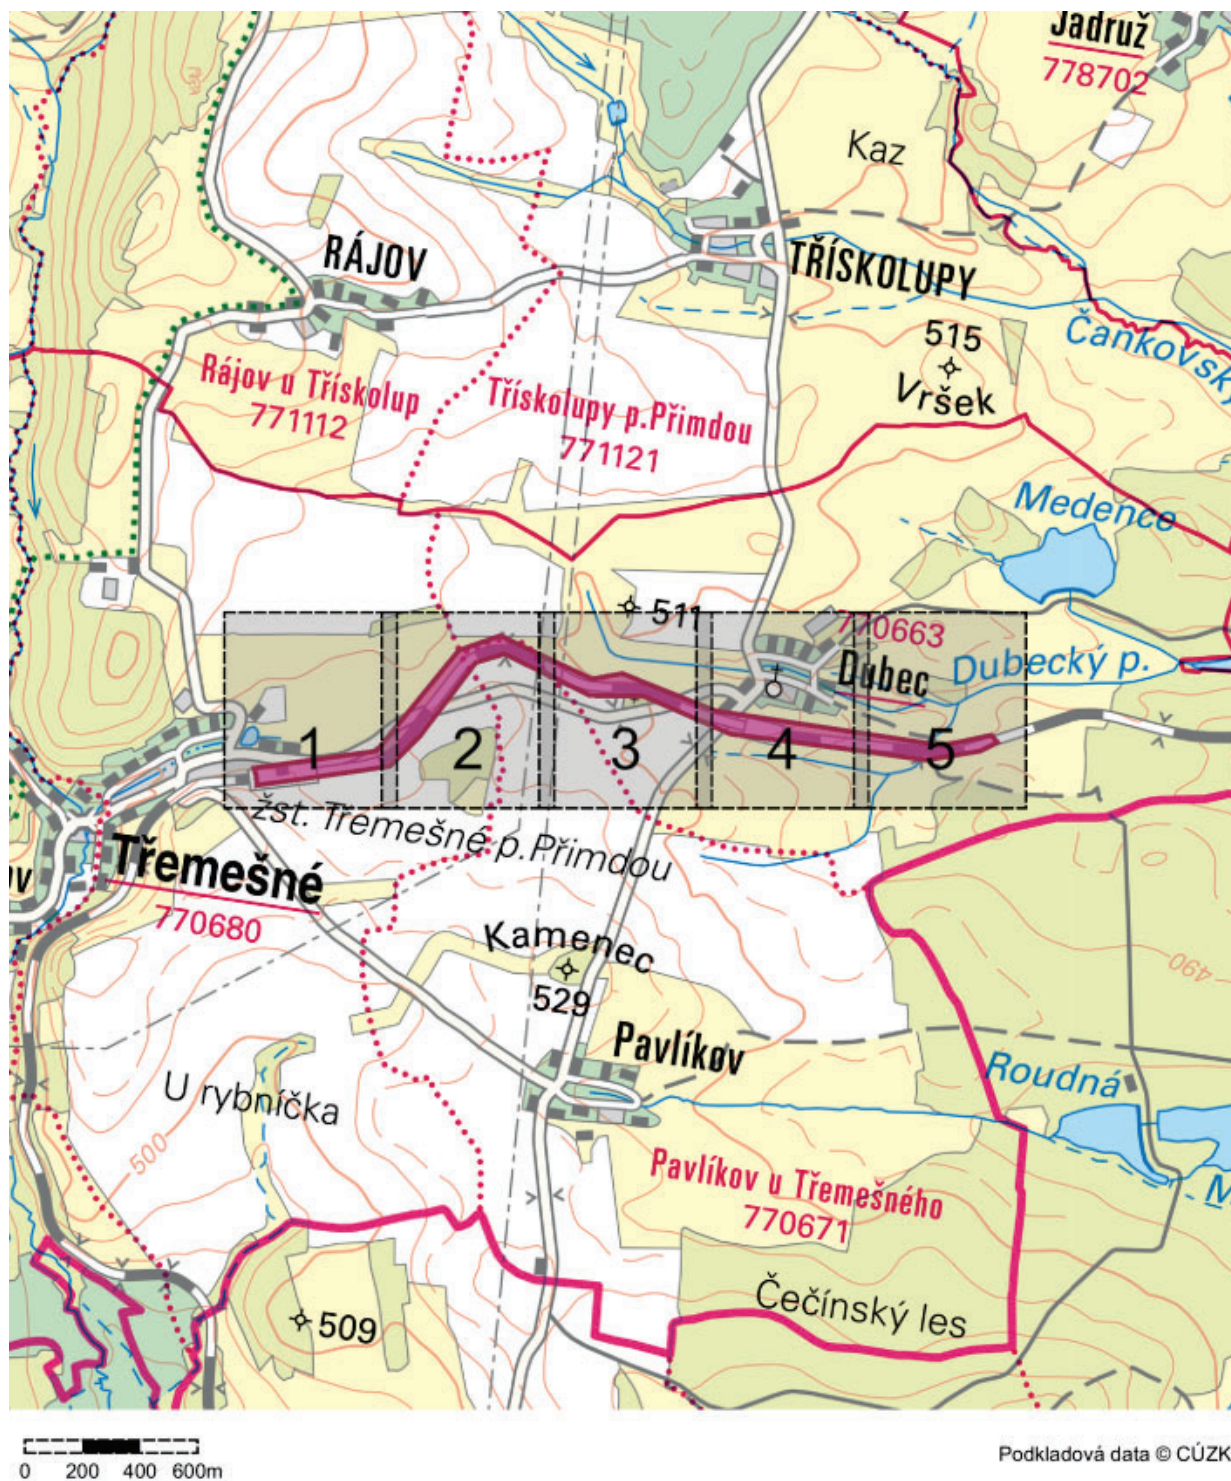 Jadruž
778702
Kaz
RÁJOV
TŘÍSKOLUPY
515
Vršek
Čankovský
Rájov u Třískolup
771112
Třískolupy p.Přimdou
771121
Medence
511
770663
Dubec
Dubecký p.
1
2
3
4
5
žst. Třemešné p.Přimdou
Třemešné
770680
OV
Kamenec
529
490
Pavlíkov
Roudná
U rybníčka
500
Pavlíkov u Třemešného
770671
M
Čečínský les
509
0 200 400 600m
Podkladová data © CÚZK